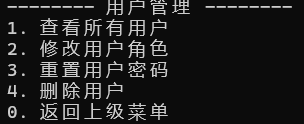 -------- 用户管理 --------
1. 查看所有用户
2. 修改用户角色
3. 重置用户密码
4. 删除用户
0. 返回上级菜单